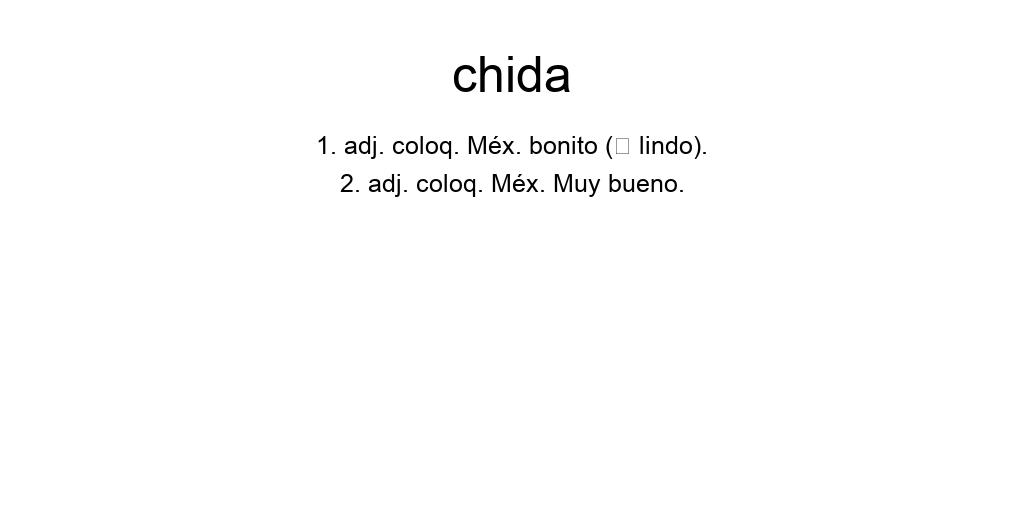 chida
1. adj. coloq. Méx. bonito (□ lindo).
2. adj. coloq. Méx. Muy bueno.